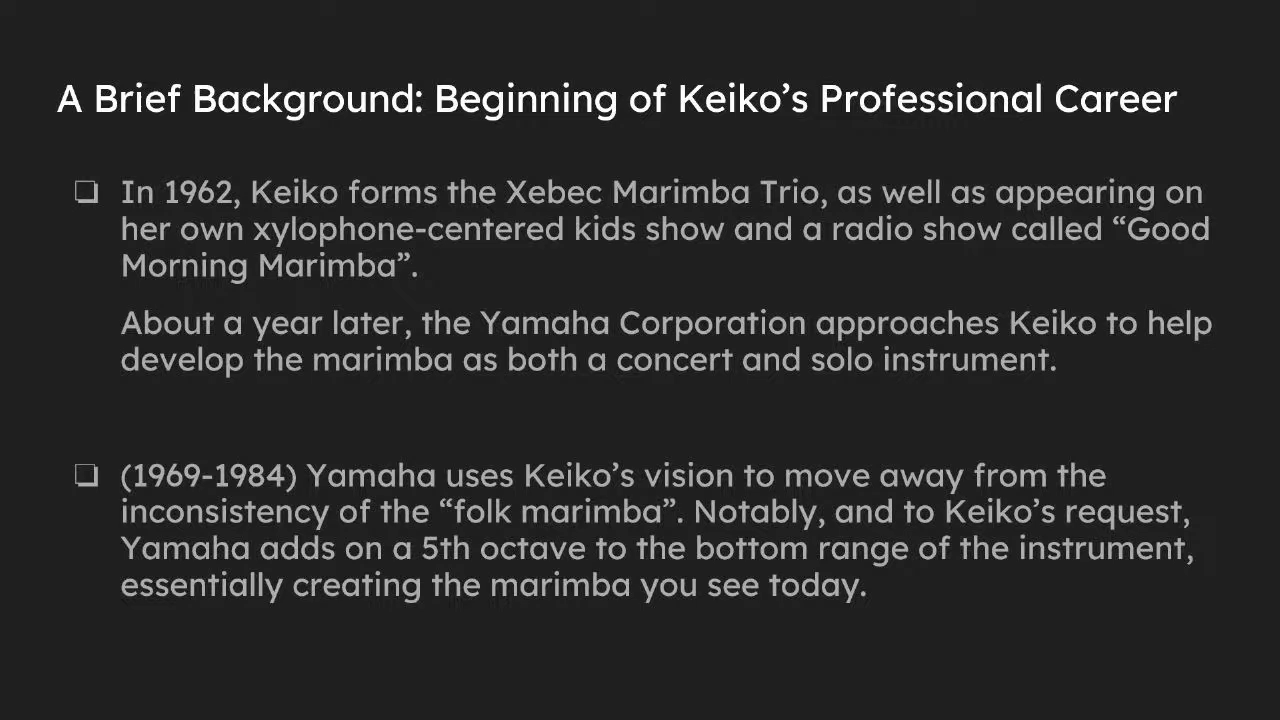 A Brief Background: Beginning of Keiko’s Professional Career
❏ In 1962, Keiko forms the Xebec Marimba Trio, as well as appearing on
her own xylophone-centered kids show and a radio show called “Good
Morning Marimba”.
About a year later, the Yamaha Corporation approaches Keiko to help
develop the marimba as both a concert and solo instrument.
❏ (1969-1984) Yamaha uses Keiko’s vision to move away from the
inconsistency of the “folk marimba”. Notably, and to Keiko’s request,
Yamaha adds on a 5th octave to the bottom range of the instrument,
essentially creating the marimba you see today.